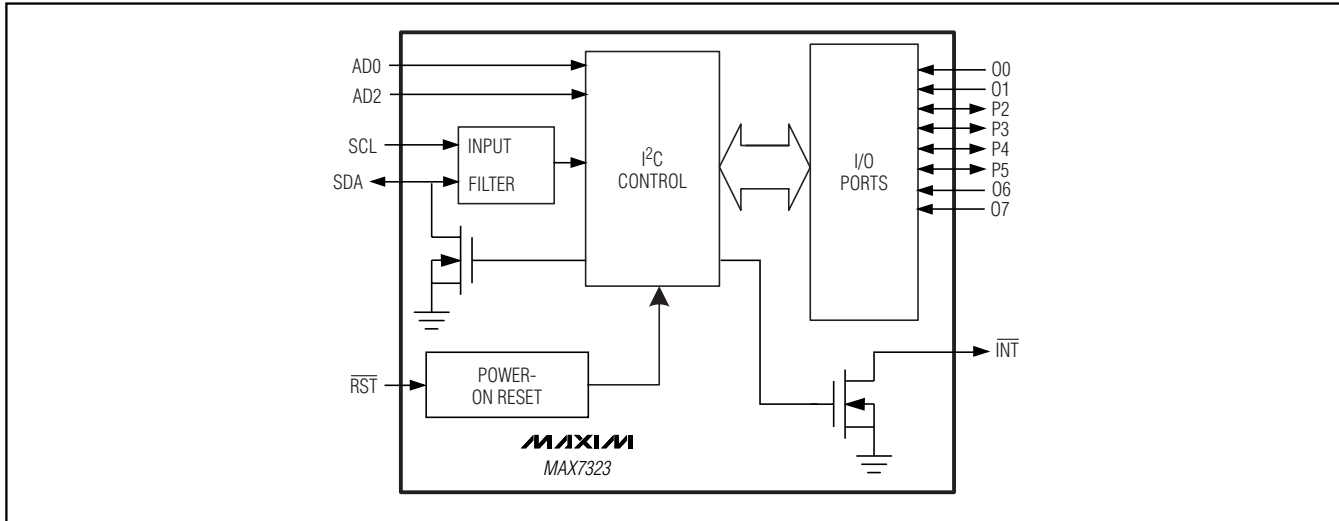 AD0
AD2
SCL
SDA
INPUT
FILTER
I²C
CONTROL
I/O
PORTS
O0
O1
P2
P3
P4
P5
O6
O7
INT
RST
POWER-
ON RESET
MAXIM
MAX7323